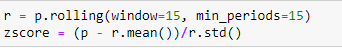 r = p.rolling(window=15, min_periods=15)
zscore = (p - r.mean())/r.std()